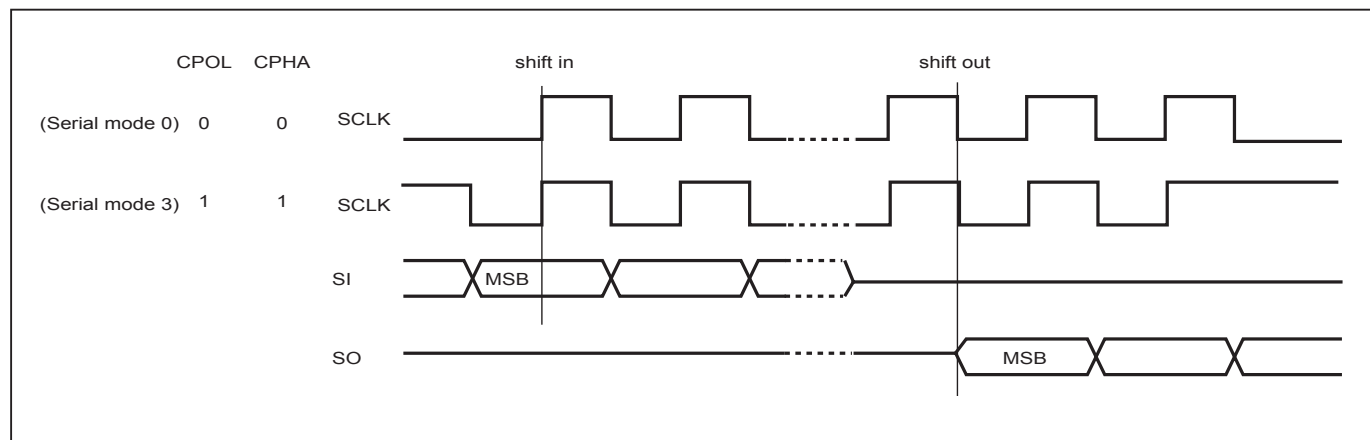 CPOL CPHA shift in shift out
(Serial mode 0) 0 0 SCLK
(Serial mode 3) 1 1 SCLK
SI MSB
SO MSB